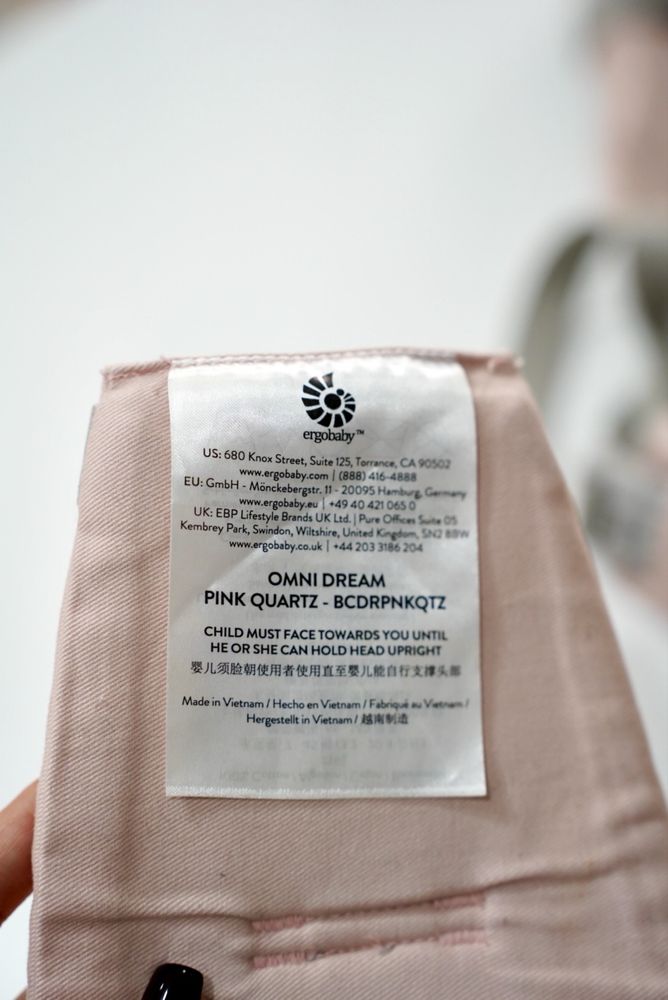 ergobaby™
US: 680 Knox Street, Suite 125, Torrance, CA 90502
www.ergobaby.com | (888) 416-4888
EU: GmbH - Mönckebergstr. 11 - 20095 Hamburg, Germany
www.ergobaby.eu | +49 40 421 065 0
UK: EBP Lifestyle Brands UK Ltd. | Pure Offices Suite 05
Kembrey Park, Swindon, Wiltshire, United Kingdom, SN2 8BW
www.ergobaby.co.uk | +44 203 3186 204
OMNI DREAM
PINK QUARTZ - BCDRPNKQTZ
CHILD MUST FACE TOWARDS YOU UNTIL
HE OR SHE CAN HOLD HEAD UPRIGHT
婴儿须脸朝使用者使用直至婴儿能自行支撑头部
Made in Vietnam / Hecho en Vietnam / Fabriqué au Vietnam /
Hergestellt in Vietnam / 越南制造